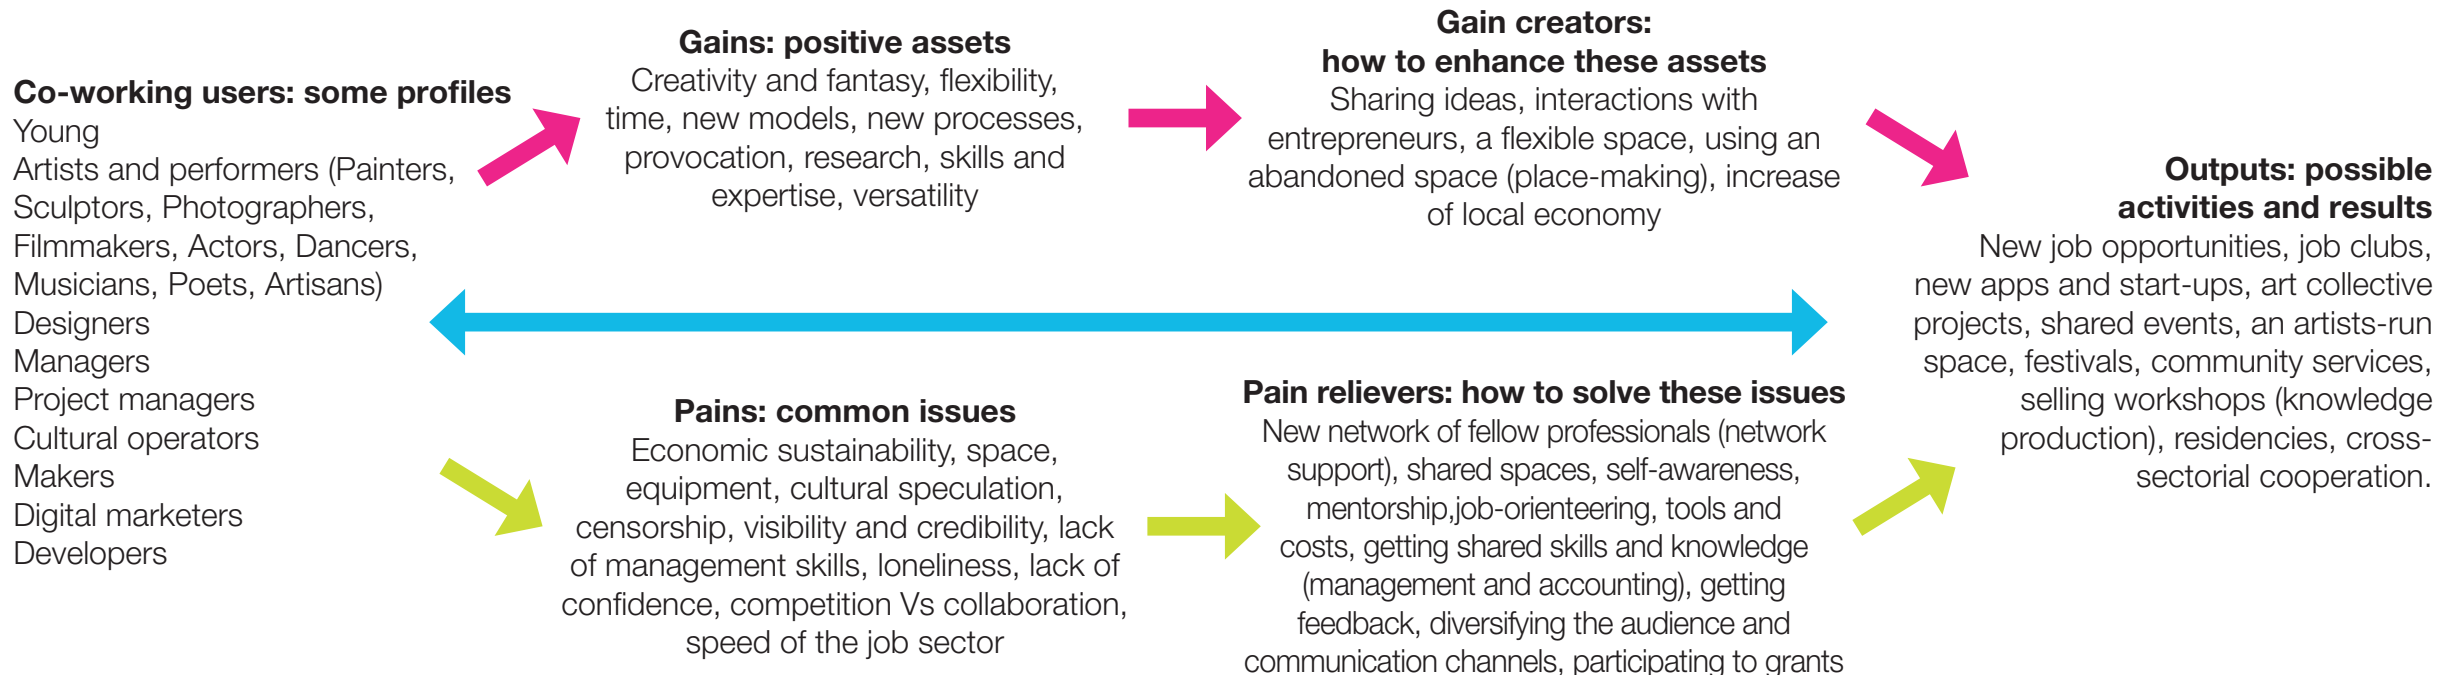 Co-working users: some profiles
Young
Artists and performers (Painters,
Sculptors, Photographers,
Filmmakers, Actors, Dancers,
Musicians, Poets, Artisans)
Designers
Managers
Project managers
Cultural operators
Makers
Digital marketers
Developers
Gains: positive assets
Creativity and fantasy, flexibility,
time, new models, new processes,
provocation, research, skills and
expertise, versatility
Gain creators:
how to enhance these assets
Sharing ideas, interactions with
entrepreneurs, a flexible space, using an
abandoned space (place-making), increase
of local economy
Pains: common issues
Economic sustainability, space,
equipment, cultural speculation,
censorship, visibility and credibility, lack
of management skills, loneliness, lack of
confidence, competition Vs collaboration,
speed of the job sector
Pain relievers: how to solve these issues
New network of fellow professionals (network
support), shared spaces, self-awareness,
mentorship,job-orienteering, tools and
costs, getting shared skills and knowledge
(management and accounting), getting
feedback, diversifying the audience and
communication channels, participating to grants
Outputs: possible
activities and results
New job opportunities, job clubs,
new apps and start-ups, art collective
projects, shared events, an artists-run
space, festivals, community services,
selling workshops (knowledge
production), residencies, cross-
sectorial cooperation.